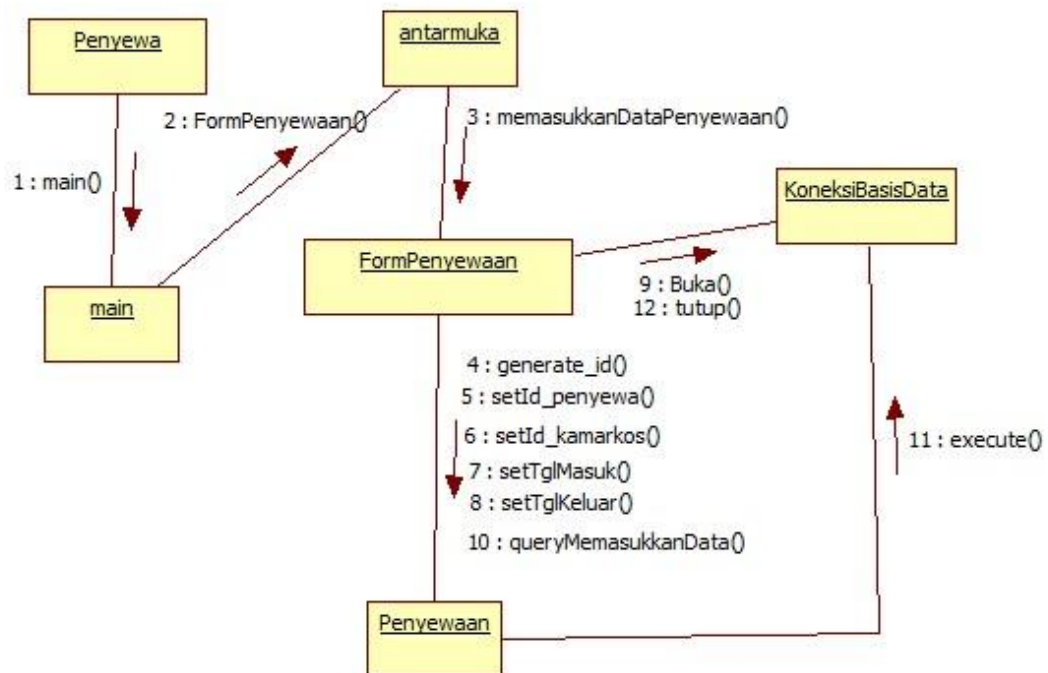 Penyewa
antarmuka
2 : FormPenyewaan()
3 : memasukkanDataPenyewaan()
1 : main()
KoneksiBasisData
FormPenyewaan
main
9 : Buka()
12 : tutup()
4 : generate_id()
5 : setId_penyewa()
6 : setId_kamarkos()
7 : setTglMasuk()
8 : setTglKeluar()
10 : queryMemasukkanData()
11 : execute()
Penyewaan